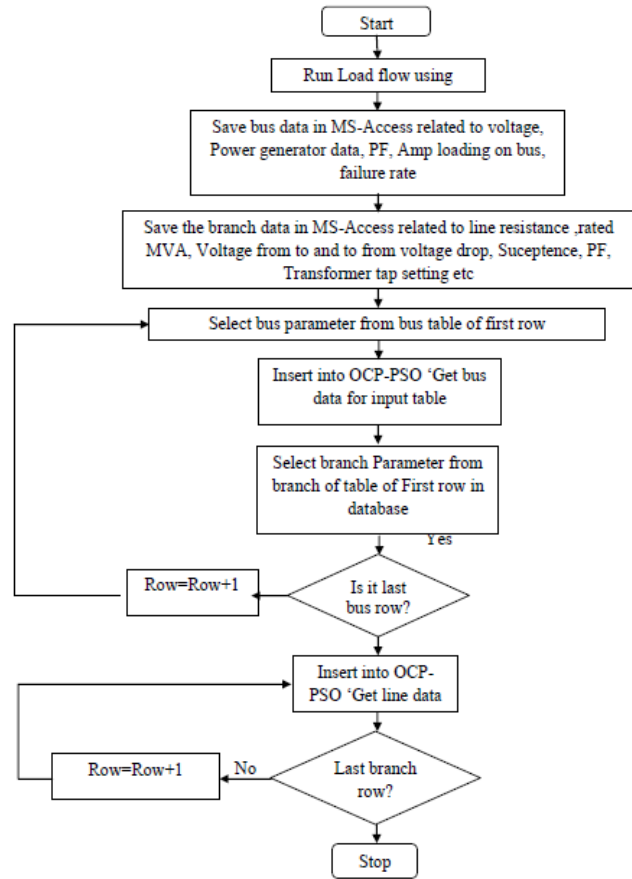 Start
Run Load flow using
Save bus data in MS-Access related to voltage,
Power generator data, PF, Amp loading on bus,
failure rate
Save the branch data in MS-Access related to line resistance ,rated
MVA, Voltage from to and to from voltage drop, Suceptence, PF,
Transformer tap setting etc
Select bus parameter from bus table of first row
Insert into OCP-PSO ‘Get bus
data for input table
Select branch Parameter from
branch of table of First row in
database
Yes
Row=Row+1
Is it last
bus row?
Insert into OCP-
PSO ‘Get line data
Row=Row+1
No
Last branch
row?
Stop